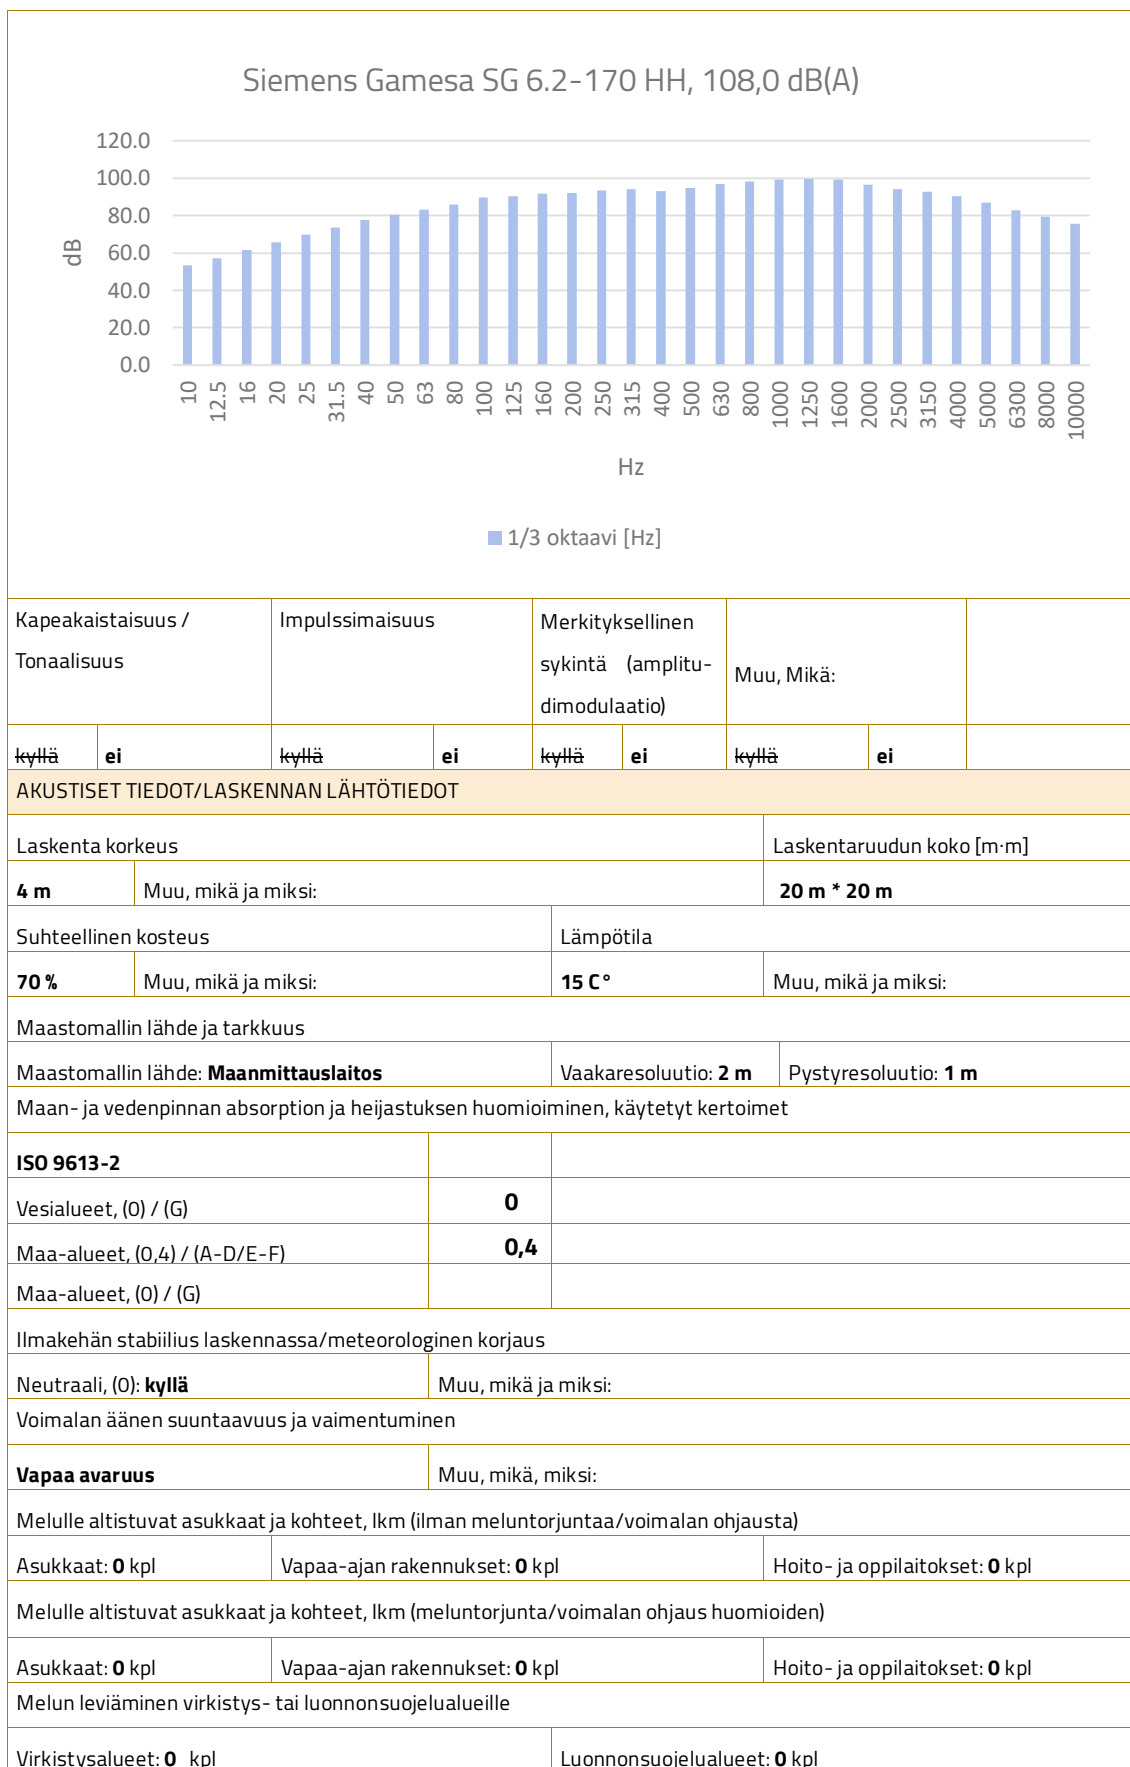 Siemens Gamesa SG 6.2-170 HH, 108,0 dB(A)
120.0
100.0
80.0
60.0
40.0
20.0
0.0
dB
10 12.5 16 20 25 31.5 40 50 63 80 100 125 160 200 250 315 400 500 630 800 1000 1250 1600 2000 2500 3150 4000 5000 6300 8000 10000
Hz
1/3 oktaavi [Hz]
Kapeakaistaisuus /
Tonaalisuus
Impulssimaisuus
Merkityksellinen
sykintä (amplitu-
dimodulaatio)
Muu, Mikä:
kyllä ei kyllä ei kyllä ei kyllä ei
AKUSTISET TIEDOT/LASKENNAN LÄHTÖTIEDOT
Laskenta korkeus Laskentaruudun koko [m·m]
4 m Muu, mikä ja miksi: 20 m * 20 m
Suhteellinen kosteus Lämpötila
70 % Muu, mikä ja miksi: 15 C° Muu, mikä ja miksi:
Maastomallin lähde ja tarkkuus
Maastomallin lähde: Maanmittauslaitos Vaakaresoluutio: 2 m Pystyresoluutio: 1 m
Maan- ja vedenpinnan absorption ja heijastuksen huomioiminen, käytetyt kertoimet
ISO 9613-2
Vesialueet, (0) / (G) 0
Maa-alueet, (0,4) / (A-D/E-F) 0,4
Maa-alueet, (0) / (G)
Ilmakehän stabiilius laskennassa/meteorologinen korjaus
Neutraali, (0): kyllä Muu, mikä ja miksi:
Voimalan äänen suuntaavuus ja vaimentuminen
Vapaa avaruus Muu, mikä, miksi:
Melulle altistuvat asukkaat ja kohteet, lkm (ilman meluntorjuntaa/voimalan ohjausta)
Asukkaat: 0 kpl Vapaa-ajan rakennukset: 0 kpl Hoito- ja oppilaitokset: 0 kpl
Melulle altistuvat asukkaat ja kohteet, lkm (meluntorjunta/voimalan ohjaus huomioiden)
Asukkaat: 0 kpl Vapaa-ajan rakennukset: 0 kpl Hoito- ja oppilaitokset: 0 kpl
Melun leviäminen virkistys- tai luonnonsuojelualueille
Virkistysalueet: 0 kpl Luonnonsuojelualueet: 0 kpl